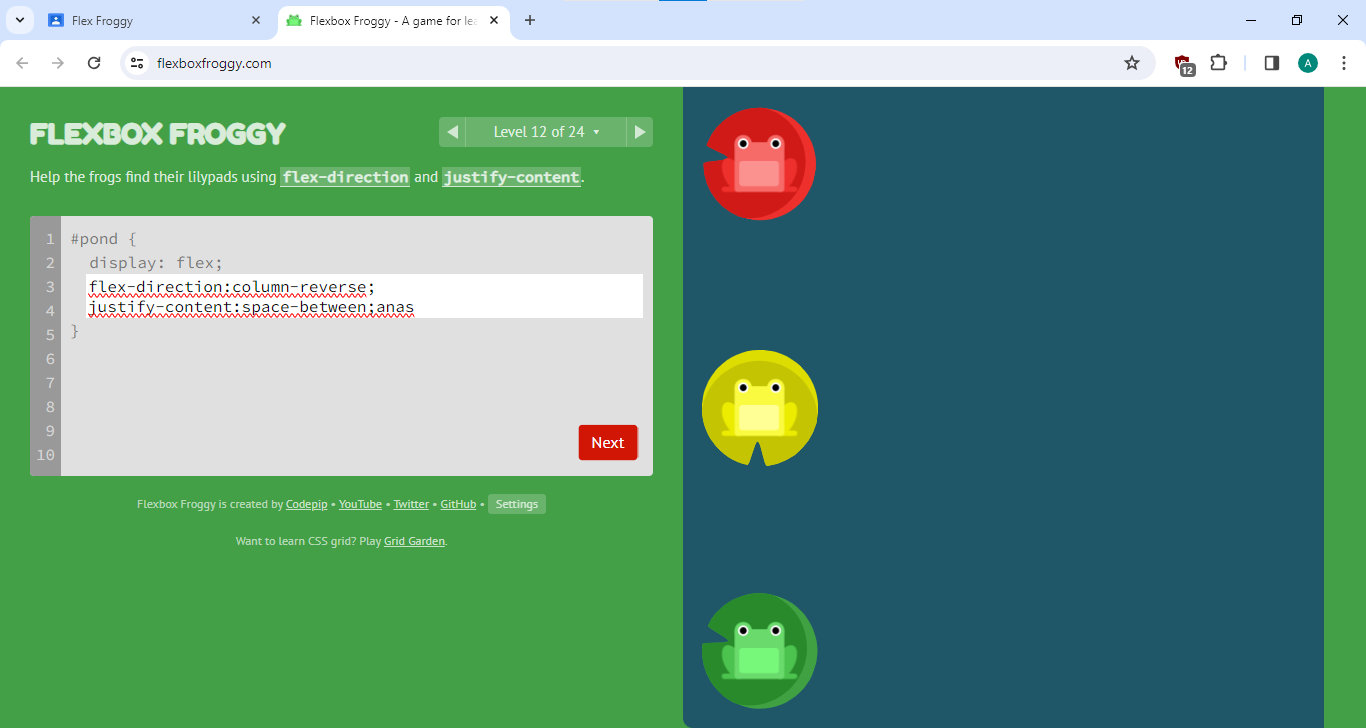 Flex Froggy
Flexbox Froggy - A game for lea
flexboxfroggy.com
12
A
FLEXBOX FROGGY
Level 12 of 24
Help the frogs find their lilypads using flex-direction and justify-content.
1 #pond {
2 display: flex;
3 flex-direction:column-reverse;
4 justify-content:space-between;anas
5 }
6
7
8
9
10
Next
Flexbox Froggy is created by Codepip • YouTube • Twitter • GitHub • Settings
Want to learn CSS grid? Play Grid Garden.